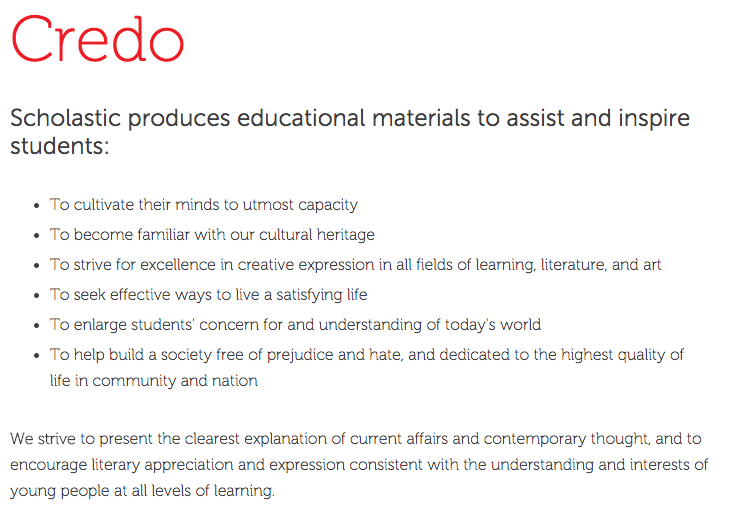 Credo
Scholastic produces educational materials to assist and inspire
students:
• To cultivate their minds to utmost capacity
• To become familiar with our cultural heritage
• To strive for excellence in creative expression in all fields of learning, literature, and art
• To seek effective ways to live a satisfying life
• To enlarge students' concern for and understanding of today's world
• To help build a society free of prejudice and hate, and dedicated to the highest quality of
life in community and nation
We strive to present the clearest explanation of current affairs and contemporary thought, and to
encourage literary appreciation and expression consistent with the understanding and interests of
young people at all levels of learning.